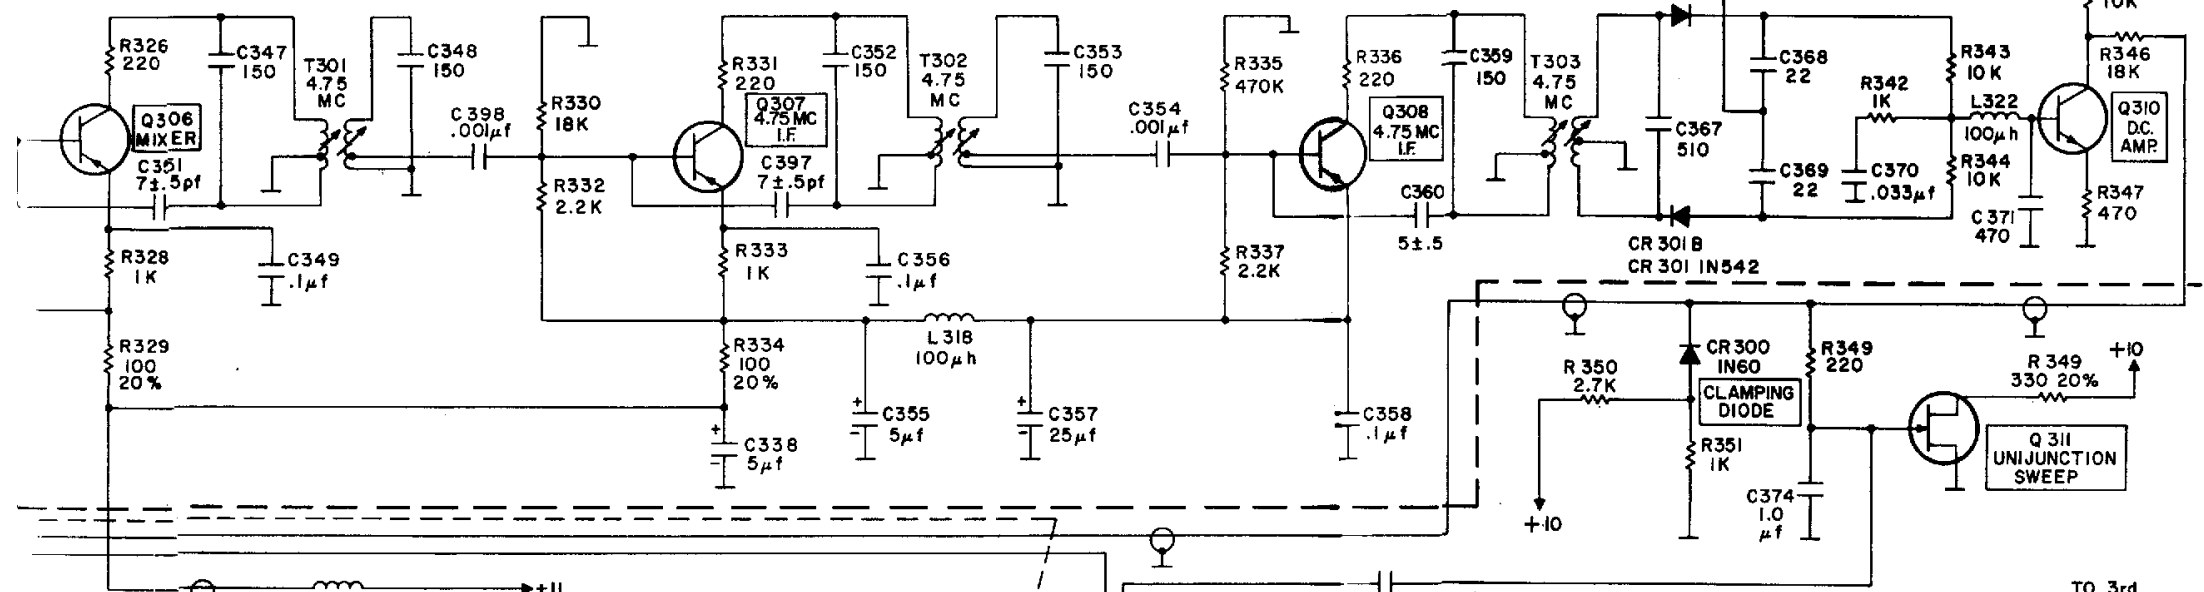 R326
220
C347
150
T301
4.75
MC
C348
150
Q306
MIXER
C351
7±.5pf
C398
.001µf
R330
18K
R332
2.2K
R331
220
Q307
4.75MC
I.F.
C352
150
T302
4.75
MC
C353
150
C397
7±.5pf
C354
.001µf
R335
470K
R336
220
Q308
4.75 MC
I.F.
C359
150
T303
4.75
MC
C360
5±.5
C367
510
C368
22
C369
22
R342
1K
R343
10K
L322
100µh
R344
10K
C370
.033µf
C371
470
10K
R346
18K
Q310
D.C.
AMP.
R347
470
CR301B
CR301 IN542
R328
1K
C349
.1µf
R333
1K
C356
.1µf
R337
2.2K
R329
100
20%
R334
100
20%
L318
100µh
C338
5µf
+
-
C355
5µf
+
-
C357
25µf
+
-
C358
.1µf
R350
2.7K
+10
CR300
IN60
CLAMPING
DIODE
R351
1K
R349
220
C374
1.0
µf
R349
330 20%
+10
Q311
UNIJUNCTION
SWEEP
+11
TO 3rd